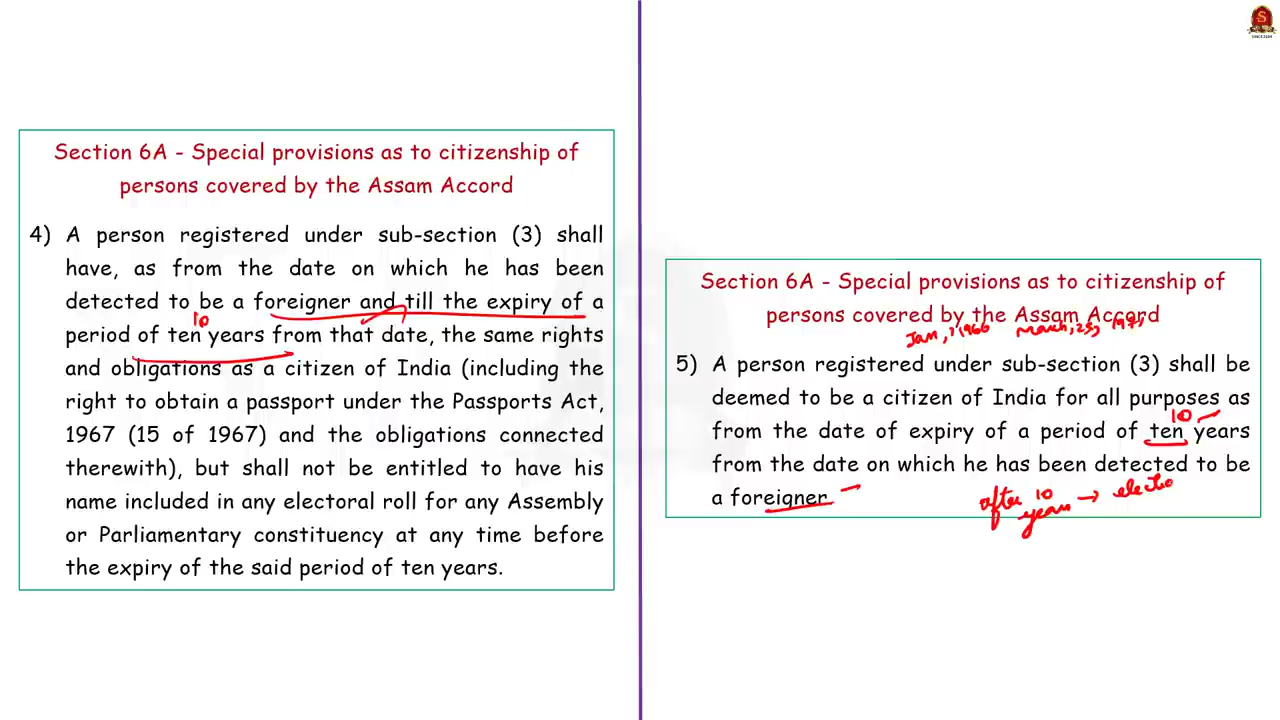 Section 6A - Special provisions as to citizenship of
persons covered by the Assam Accord
4) A person registered under sub-section (3) shall
have, as from the date on which he has been
detected to be a foreigner and till the expiry of a
10
period of ten years from that date, the same rights
and obligations as a citizen of India (including the
right to obtain a passport under the Passports Act,
1967 (15 of 1967) and the obligations connected
therewith), but shall not be entitled to have his
name included in any electoral roll for any Assembly
or Parliamentary constituency at any time before
the expiry of the said period of ten years.
Section 6A - Special provisions as to citizenship of
persons covered by the Assam Accord
Jan, 1966 March, 25, 1971
5) A person registered under sub-section (3) shall be
deemed to be a citizen of India for all purposes as
10
from the date of expiry of a period of ten years
from the date on which he has been detected to be
a foreigner
after 10 years → electo